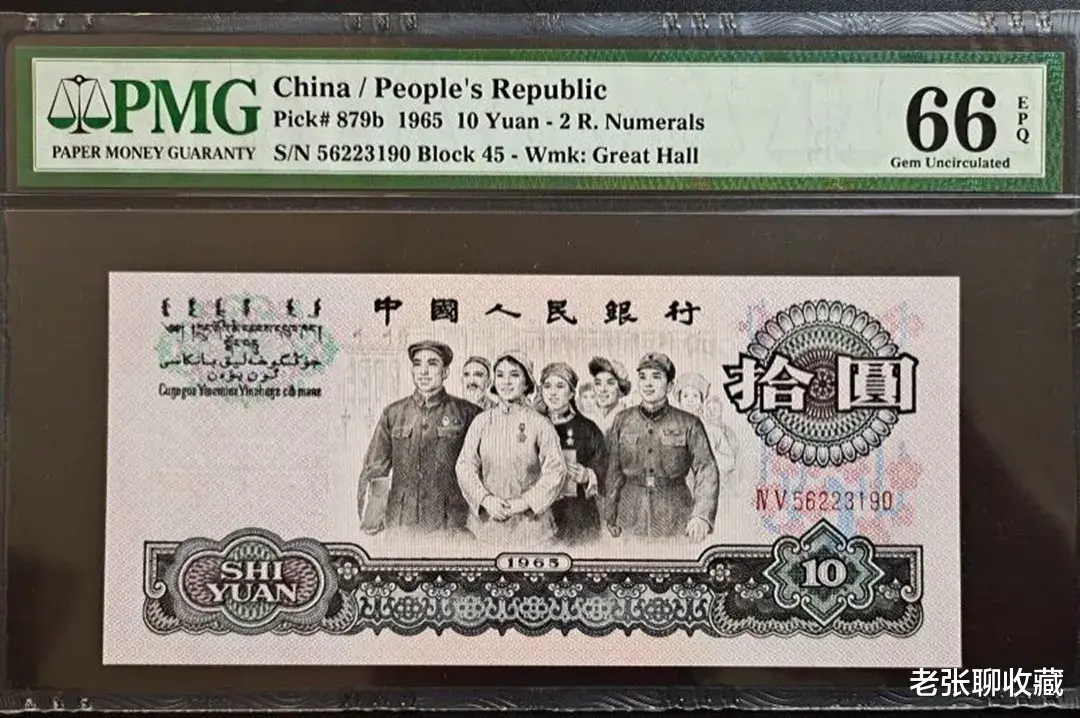 PMG
PAPER MONEY GUARANTY
China / People's Republic
Pick# 879b 1965 10 Yuan - 2 R. Numerals
S/N 56223190 Block 45 - Wmk: Great Hall
66
EPQ
Gem Uncirculated
中國人民銀行
拾圓
ⅣⅤ56223190
1965
SHI
YUAN
10
老张聊收藏